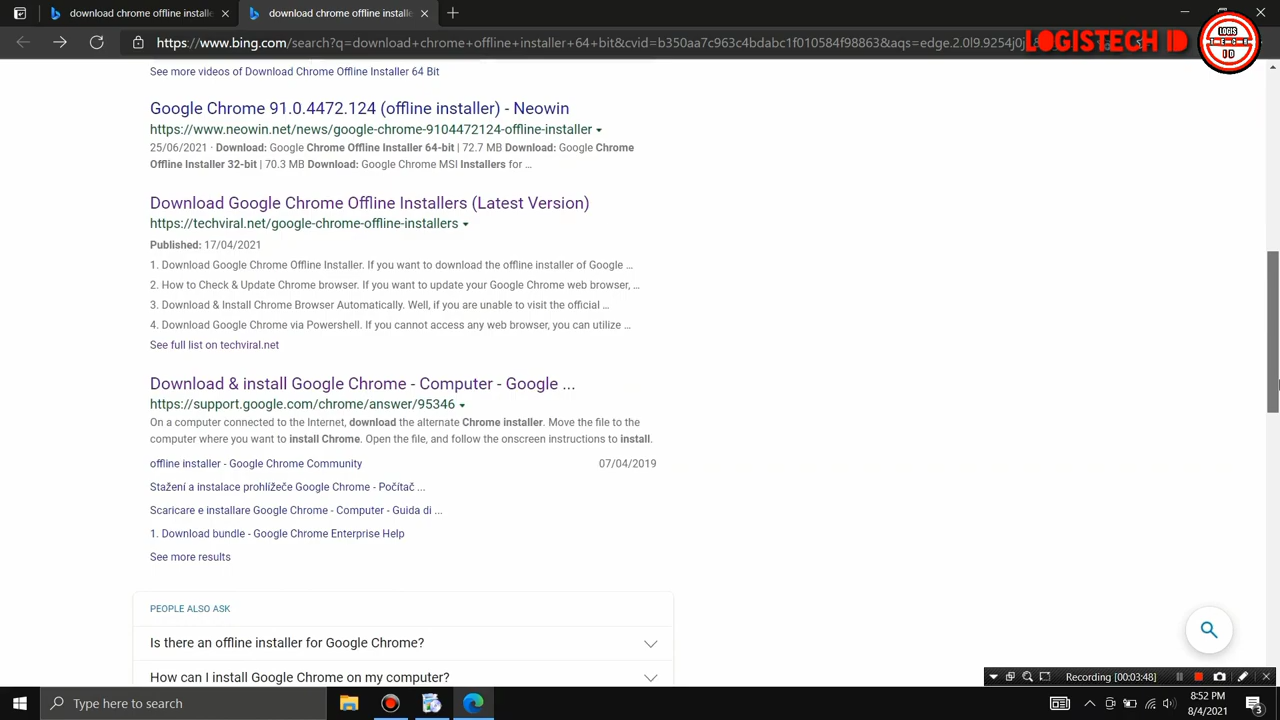 download chrome offline installe
download chrome offline installe
https://www.bing.com/search?q=download+chrome+offline+installer+64+bit&cvid=b350aa7c963c4bdabc1f010584f98863&aqs=edge.2.0l9.9254j0j
LOGISTECH ID
LOGIS
TECH
ID
See more videos of Download Chrome Offline Installer 64 Bit
Google Chrome 91.0.4472.124 (offline installer) - Neowin
https://www.neowin.net/news/google-chrome-9104472124-offline-installer
25/06/2021 · Download: Google Chrome Offline Installer 64-bit | 72.7 MB Download: Google Chrome
Offline Installer 32-bit | 70.3 MB Download: Google Chrome MSI Installers for ...
Download Google Chrome Offline Installers (Latest Version)
https://techviral.net/google-chrome-offline-installers
Published: 17/04/2021
1. Download Google Chrome Offline Installer. If you want to download the offline installer of Google ...
2. How to Check & Update Chrome browser. If you want to update your Google Chrome web browser, ...
3. Download & Install Chrome Browser Automatically. Well, if you are unable to visit the official ...
4. Download Google Chrome via Powershell. If you cannot access any web browser, you can utilize ...
See full list on techviral.net
Download & install Google Chrome - Computer - Google ...
https://support.google.com/chrome/answer/95346
On a computer connected to the Internet, download the alternate Chrome installer. Move the file to the
computer where you want to install Chrome. Open the file, and follow the onscreen instructions to install.
offline installer - Google Chrome Community 07/04/2019
Stažení a instalace prohlížeče Google Chrome - Počítač ...
Scaricare e installare Google Chrome - Computer - Guida di ...
1. Download bundle - Google Chrome Enterprise Help
See more results
PEOPLE ALSO ASK
Is there an offline installer for Google Chrome?
How can I install Google Chrome on my computer?
Recording [00:03:48]
Type here to search
8:52 PM
8/4/2021
3